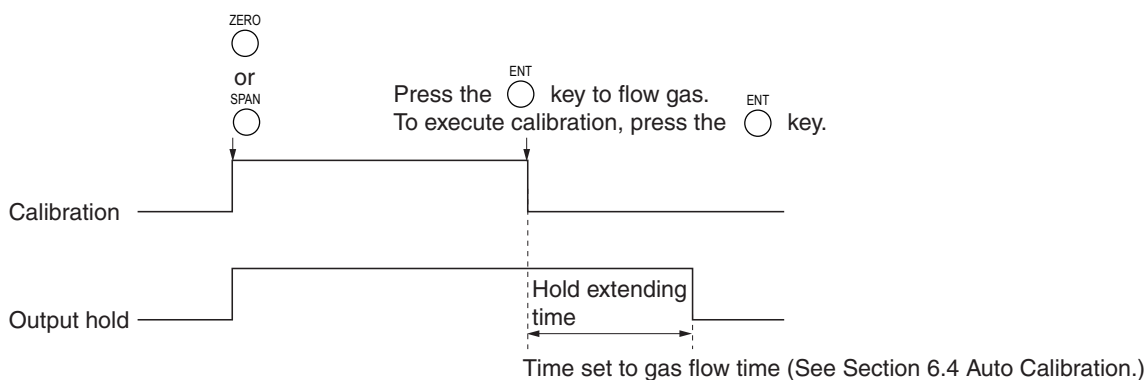 ZERO
or
SPAN
Press the ENT key to flow gas.
To execute calibration, press the ENT key.
Calibration
Output hold
Hold extending
time
Time set to gas flow time (See Section 6.4 Auto Calibration.)